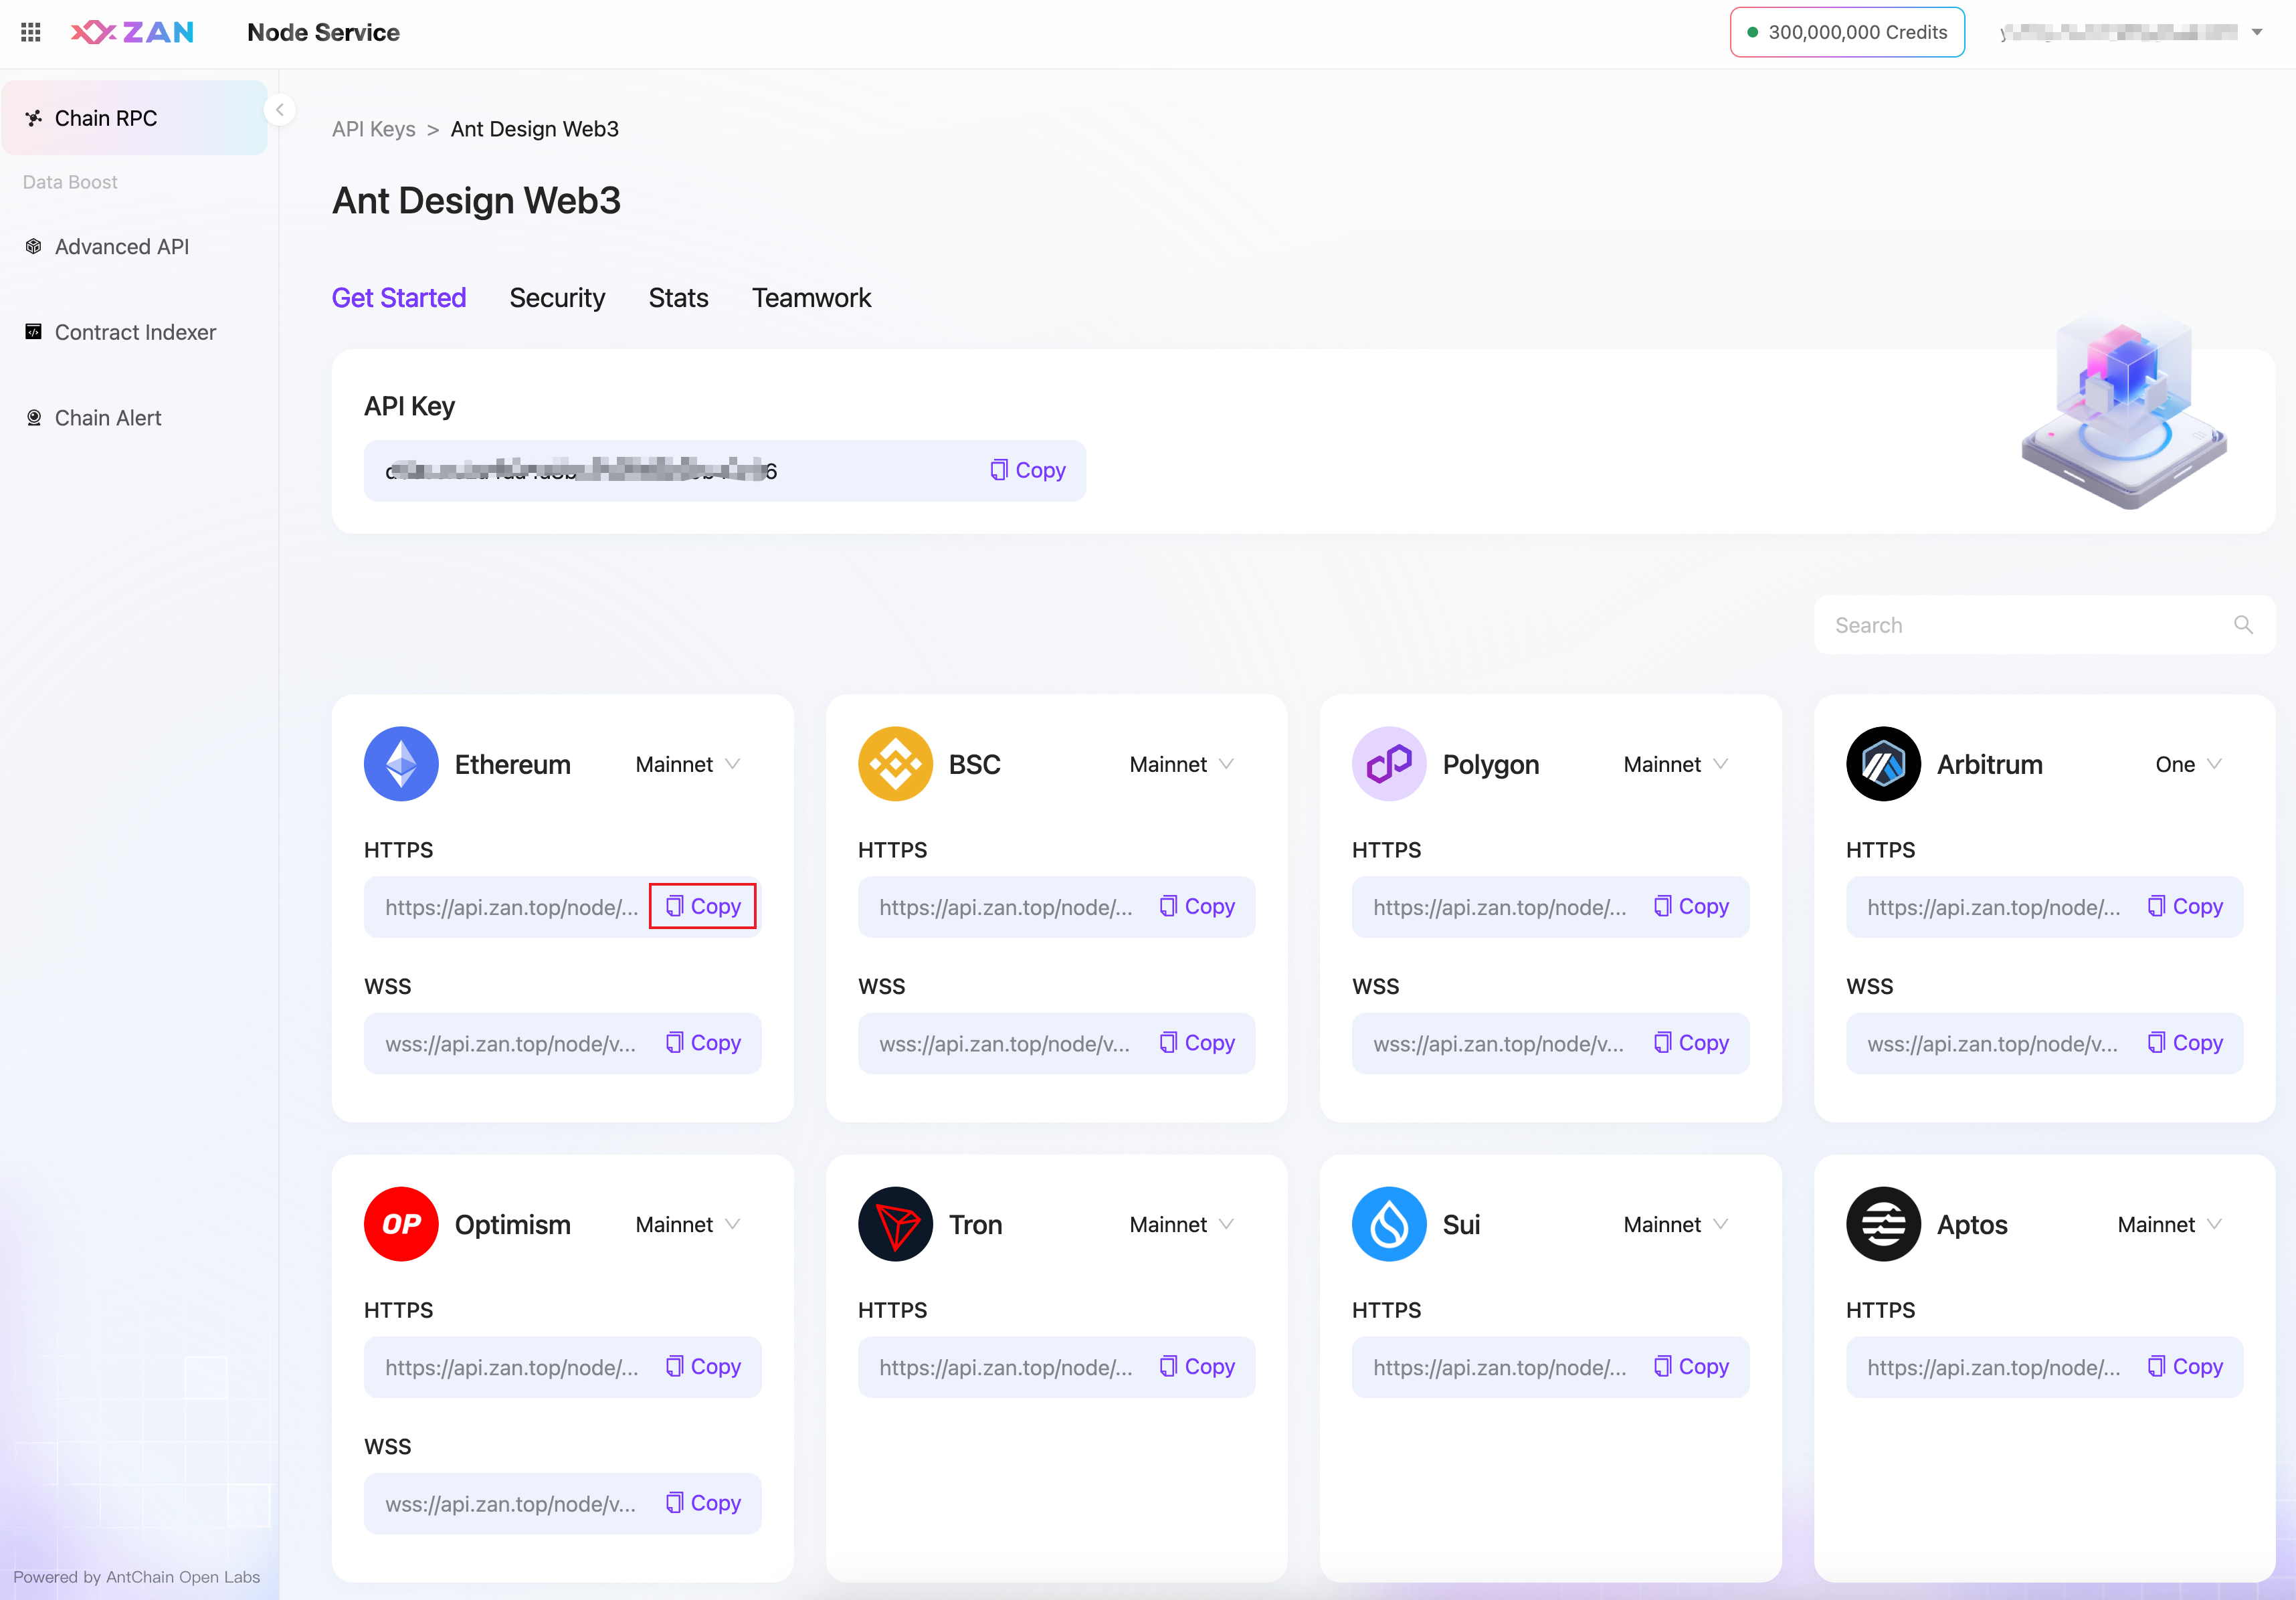 ZAN
Node Service
300,000,000 Credits
Chain RPC
Data Boost
Advanced API
Contract Indexer
Chain Alert
API Keys > Ant Design Web3
Ant Design Web3
Get Started Security Stats Teamwork
API Key
Copy
Search
Ethereum Mainnet
HTTPS
https://api.zan.top/node/... Copy
WSS
wss://api.zan.top/node/v... Copy
BSC Mainnet
HTTPS
https://api.zan.top/node/... Copy
WSS
wss://api.zan.top/node/v... Copy
Polygon Mainnet
HTTPS
https://api.zan.top/node/... Copy
WSS
wss://api.zan.top/node/v... Copy
Arbitrum One
HTTPS
https://api.zan.top/node/... Copy
WSS
wss://api.zan.top/node/v... Copy
OP Optimism Mainnet
HTTPS
https://api.zan.top/node/... Copy
WSS
wss://api.zan.top/node/v... Copy
Tron Mainnet
HTTPS
https://api.zan.top/node/... Copy
Sui Mainnet
HTTPS
https://api.zan.top/node/... Copy
Aptos Mainnet
HTTPS
https://api.zan.top/node/... Copy
Powered by AntChain Open Labs